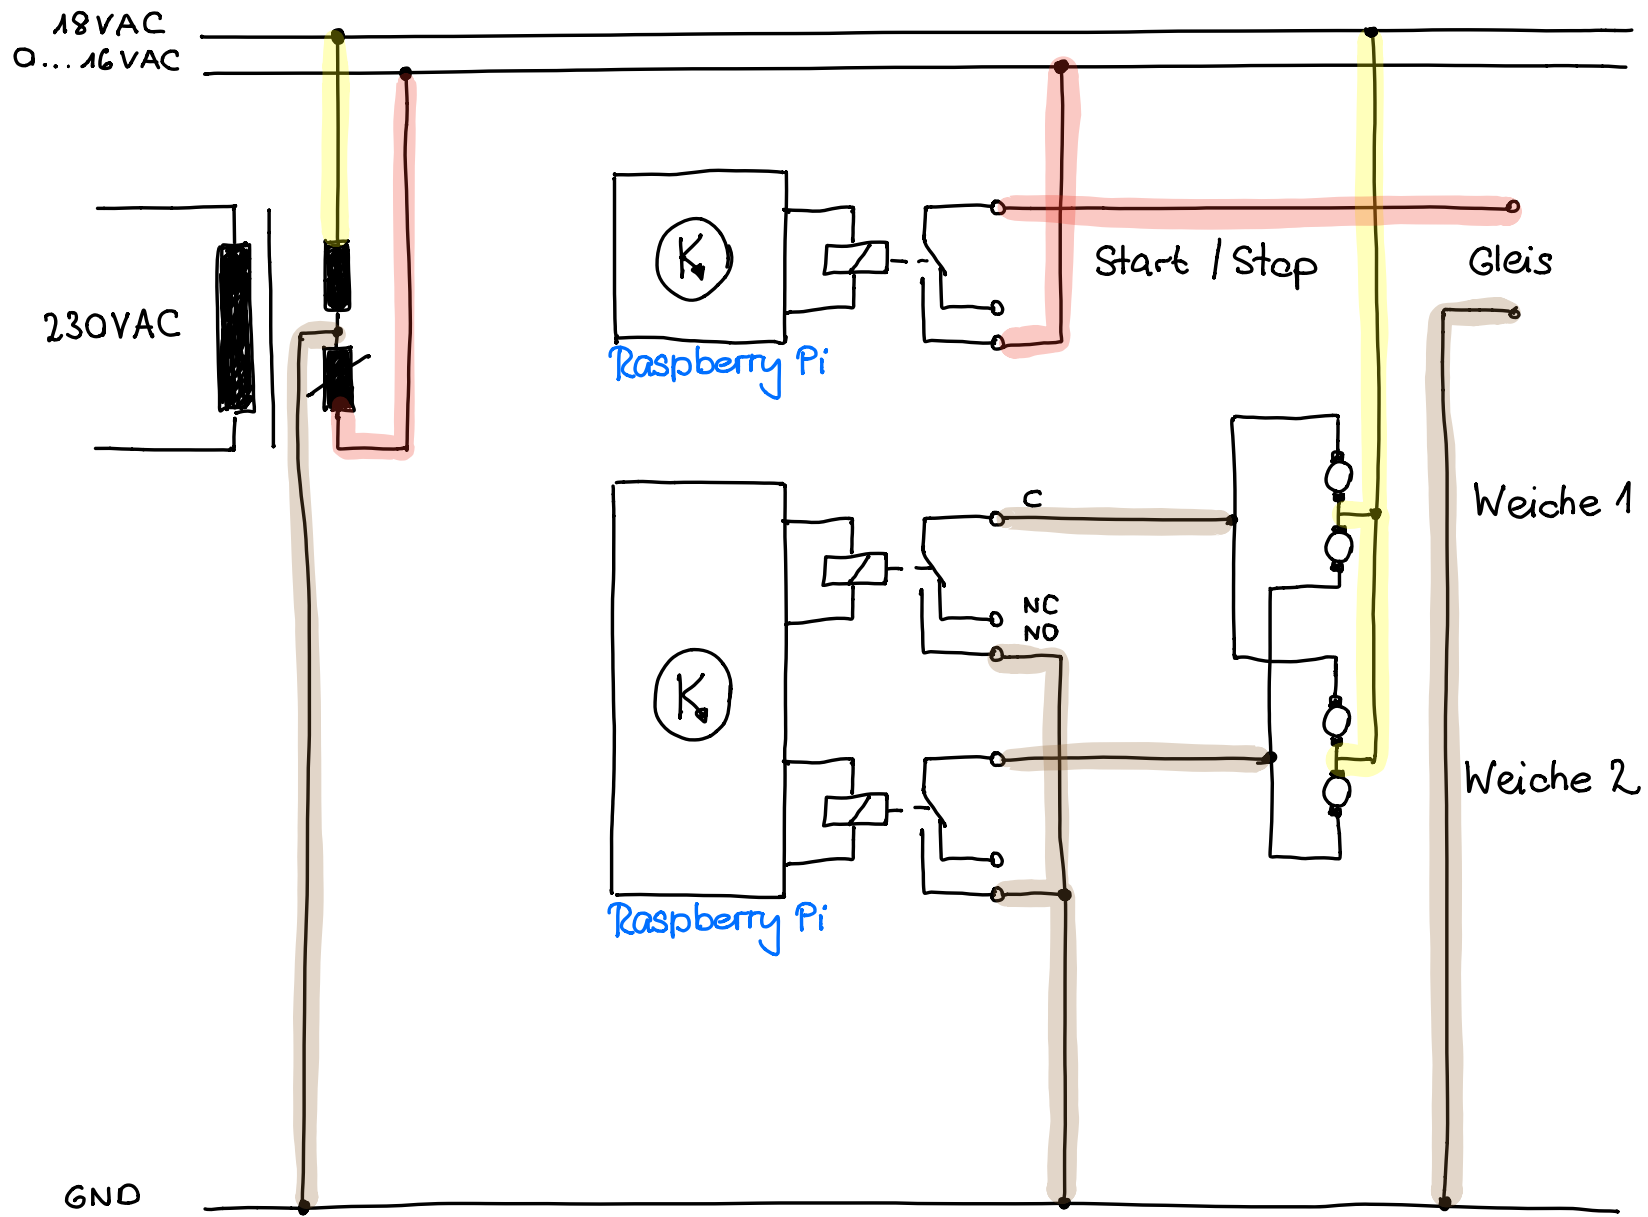 18VAC
0...16VAC
230VAC
K
Raspberry Pi
Start / Stop
Gleis
C
NC
NO
K
Raspberry Pi
Weiche 1
Weiche 2
GND